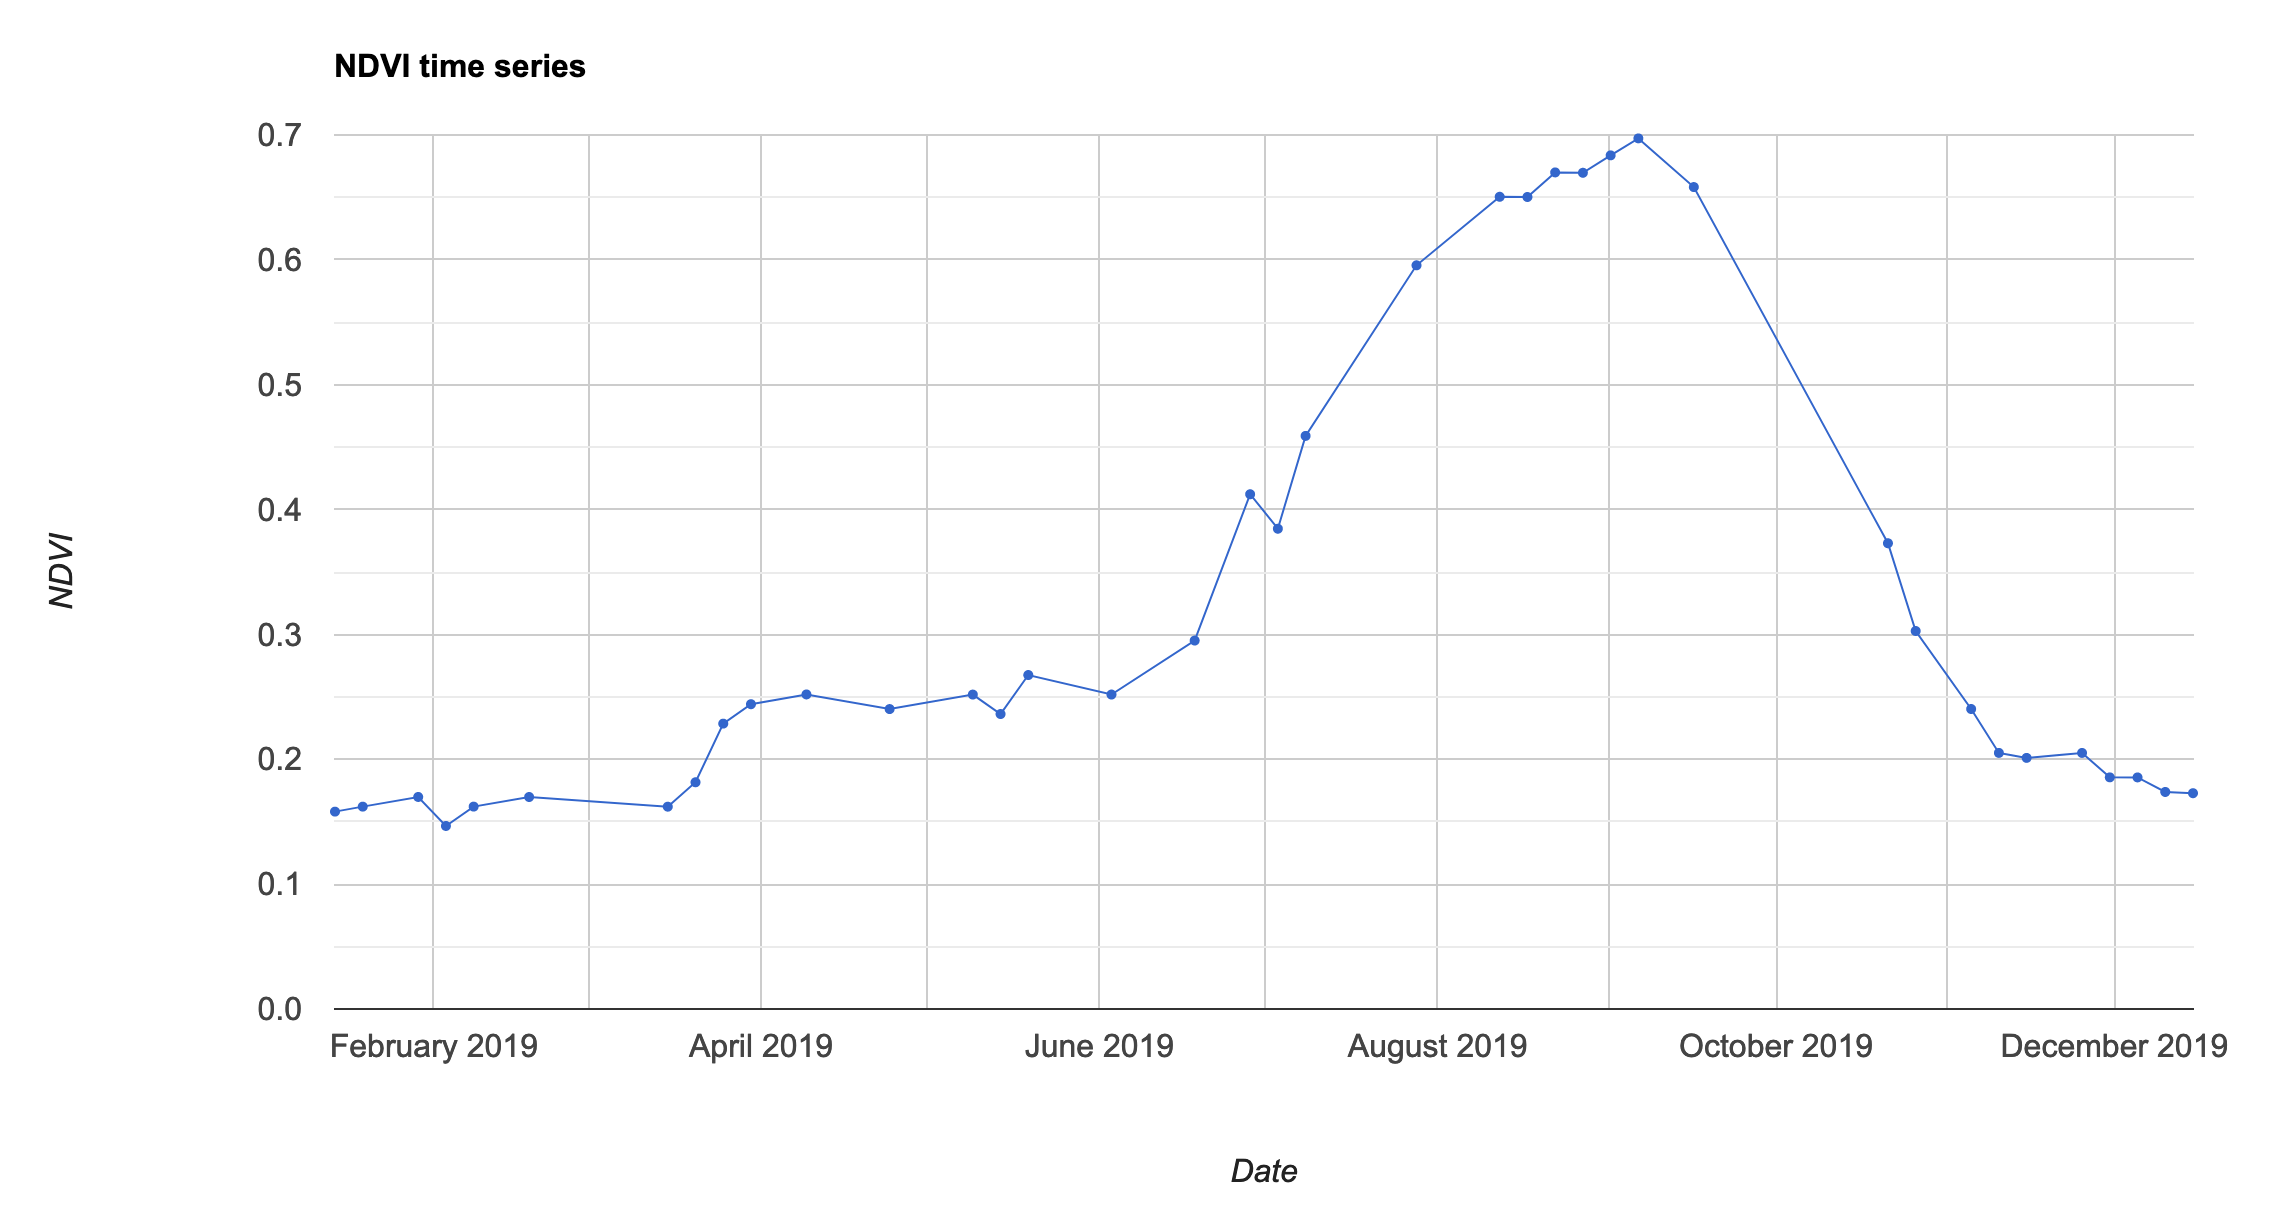 NDVI time series
0.7
0.6
0.5
0.4
0.3
0.2
0.1
0.0
NDVI
February 2019
April 2019
June 2019
August 2019
October 2019
December 2019
Date